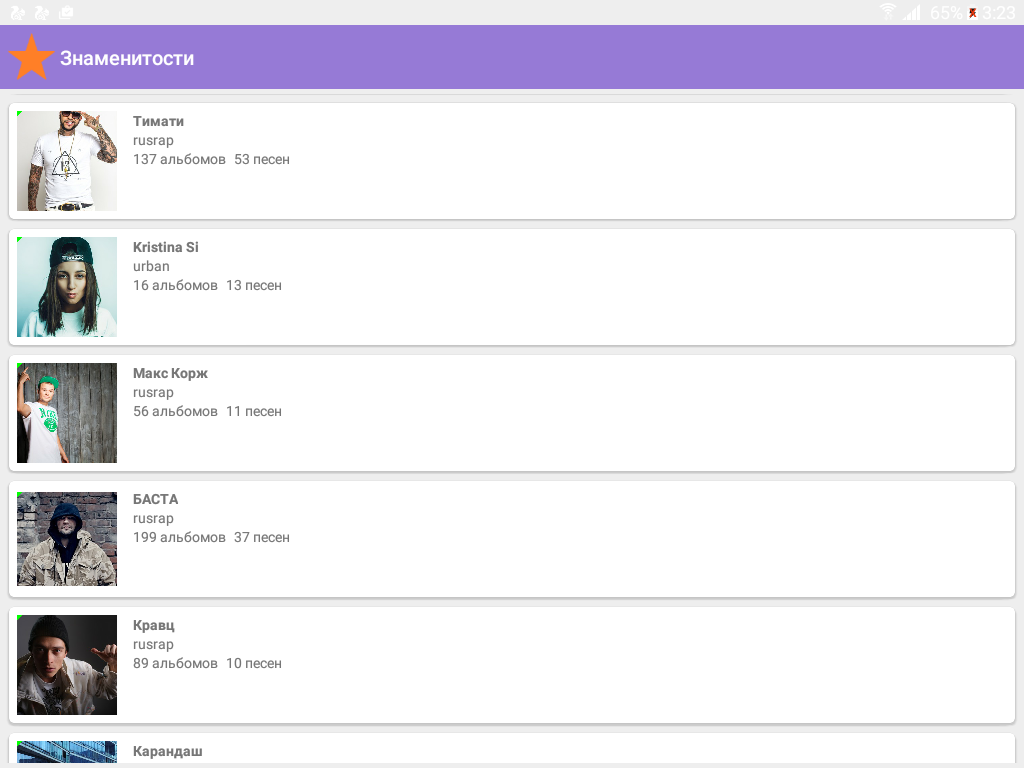 65% 3:23
Знаменитости
Тимати
rusrap
137 альбомов 53 песен
Kristina Si
urban
16 альбомов 13 песен
Макс Корж
rusrap
56 альбомов 11 песен
БАСТА
rusrap
199 альбомов 37 песен
Кравц
rusrap
89 альбомов 10 песен
Карандаш